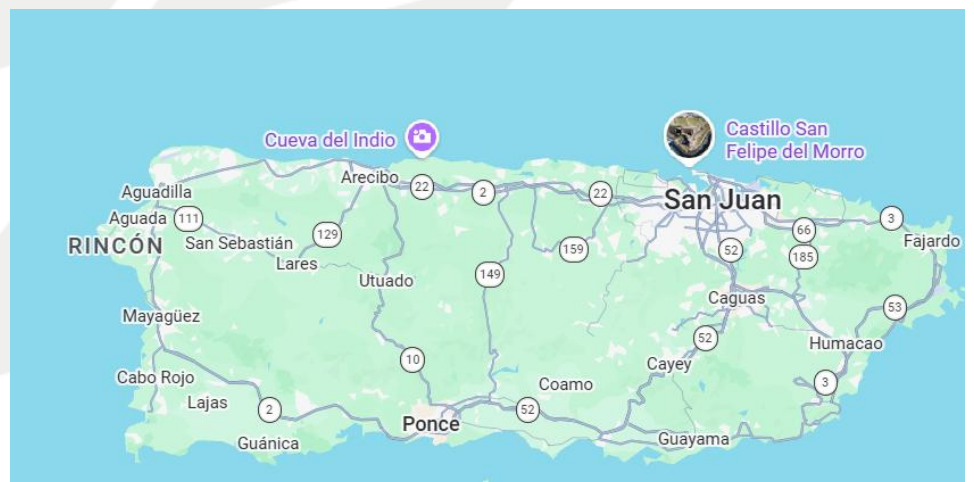 Cueva del Indio
Castillo San
Felipe del Morro
Arecibo
Aguadilla
22
2
22
San Juan
Aguada
111
3
RINCÓN
San Sebastián
129
66
Fajardo
Lares
159
52
185
Utuado
149
Caguas
Mayagüez
53
52
Humacao
10
Cayey
Cabo Rojo
Coamo
3
Lajas
2
52
Ponce
Guánica
Guayama